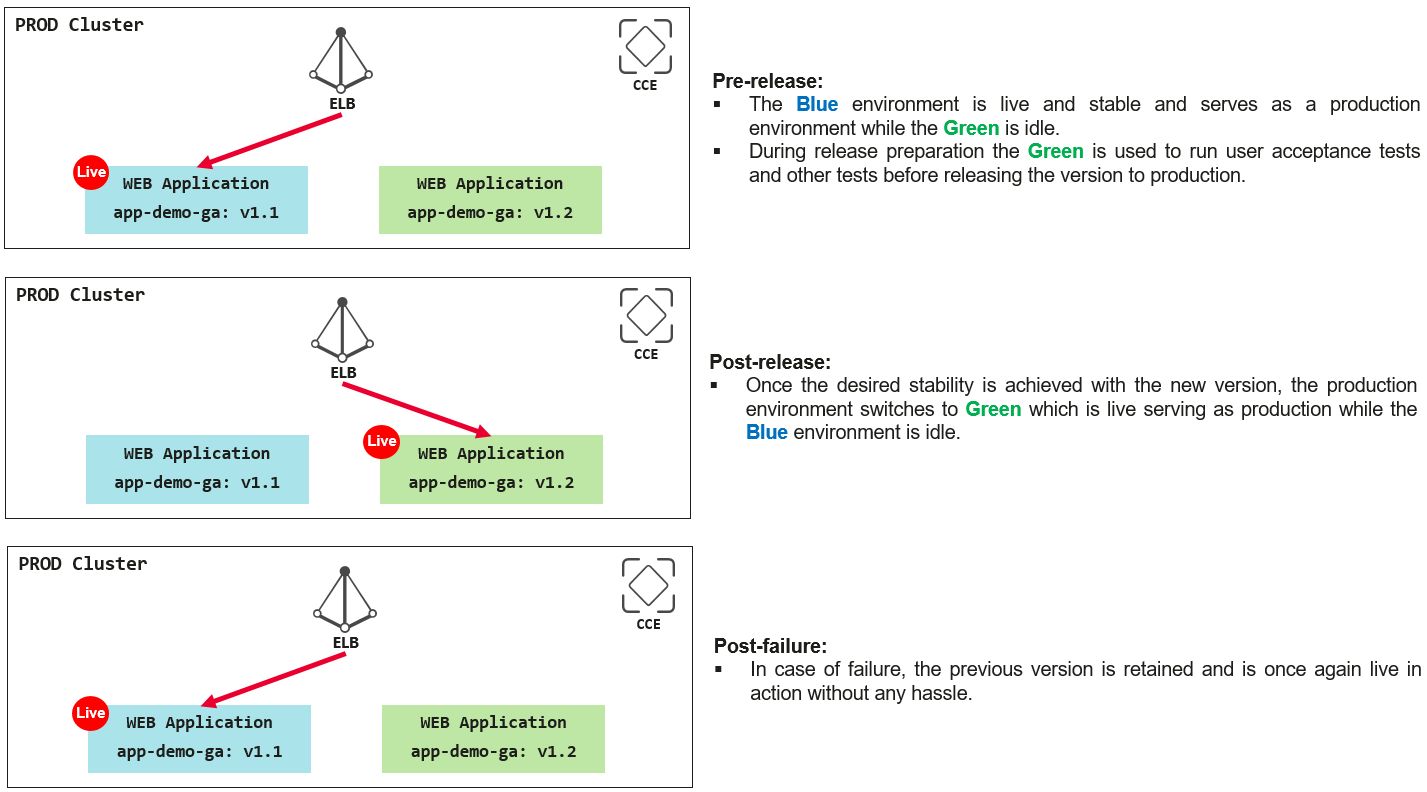 PROD Cluster
ELB
CCE
Live
WEB Application
app-demo-ga: v1.1
WEB Application
app-demo-ga: v1.2
Pre-release:
▪ The Blue environment is live and stable and serves as a production
environment while the Green is idle.
▪ During release preparation the Green is used to run user acceptance tests
and other tests before releasing the version to production.
PROD Cluster
ELB
CCE
WEB Application
app-demo-ga: v1.1
Live
WEB Application
app-demo-ga: v1.2
Post-release:
▪ Once the desired stability is achieved with the new version, the production
environment switches to Green which is live serving as production while the
Blue environment is idle.
PROD Cluster
ELB
CCE
Live
WEB Application
app-demo-ga: v1.1
WEB Application
app-demo-ga: v1.2
Post-failure:
▪ In case of failure, the previous version is retained and is once again live in
action without any hassle.